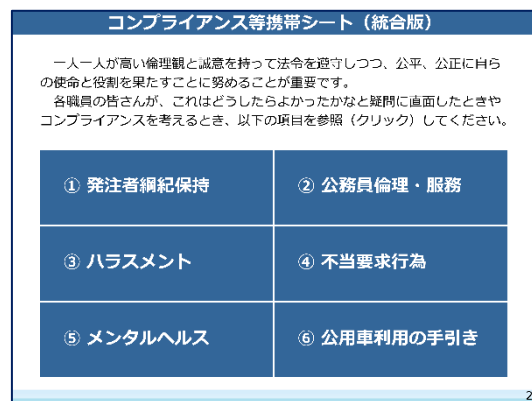 コンプライアンス等携帯シート（統合版）
一人一人が高い倫理観と誠意を持って法令を遵守しつつ、公平、公正に自ら
の使命と役割を果たすことに努めることが重要です。
各職員の皆さんが、これはどうしたらよかったかなと疑問に直面したときや
コンプライアンスを考えるとき、以下の項目を参照（クリック）してください。
① 発注者綱紀保持
② 公務員倫理・服務
③ ハラスメント
④ 不当要求行為
⑤ メンタルヘルス
⑥ 公用車利用の手引き
2